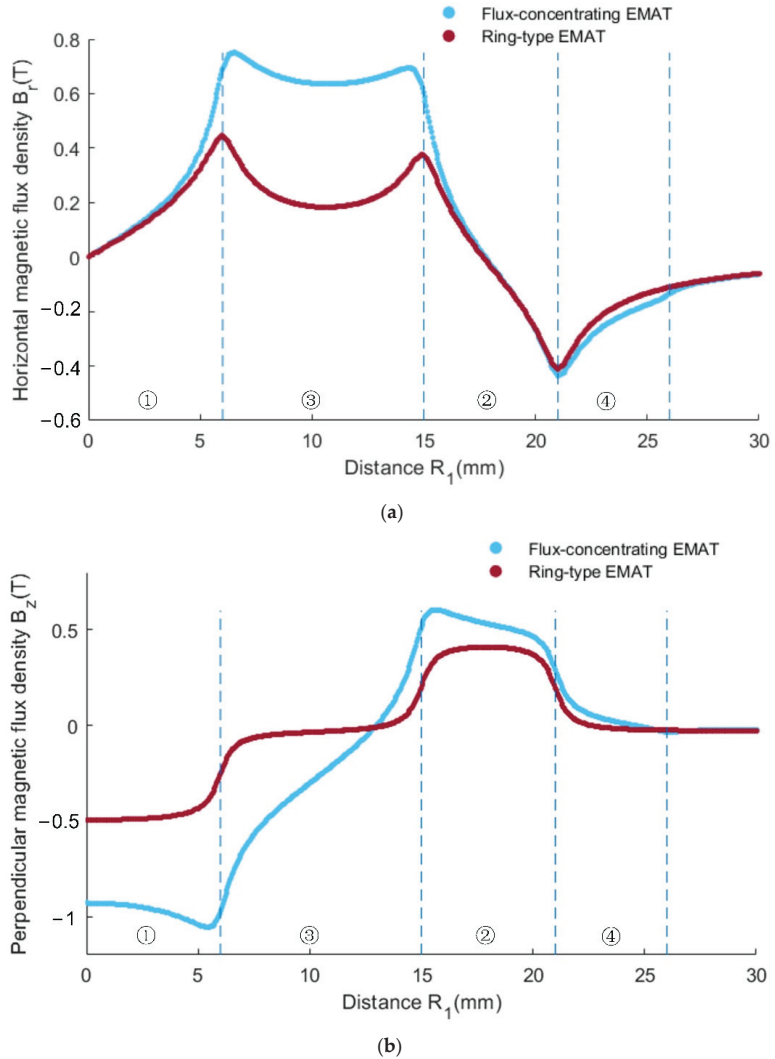 Flux-concentrating EMAT
Ring-type EMAT
Horizontal magnetic flux density B_r(T)
0.8
0.6
0.4
0.2
0
−0.2
−0.4
−0.6
① ③ ② ④
0 5 10 15 20 25 30
Distance R_1(mm)
(a)
Flux-concentrating EMAT
Ring-type EMAT
Perpendicular magnetic flux density B_z(T)
0.5
0
−0.5
−1
① ③ ② ④
0 5 10 15 20 25 30
Distance R_1(mm)
(b)